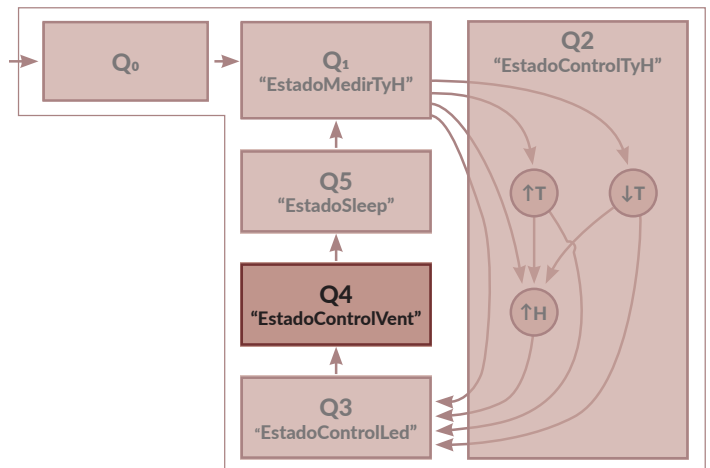 Q₀
Q₁
“EstadoMedirTyH”
Q2
“EstadoControlTyH”
Q5
“EstadoSleep”
↑T
↓T
Q4
“EstadoControlVent”
↑H
Q3
“EstadoControlLed”